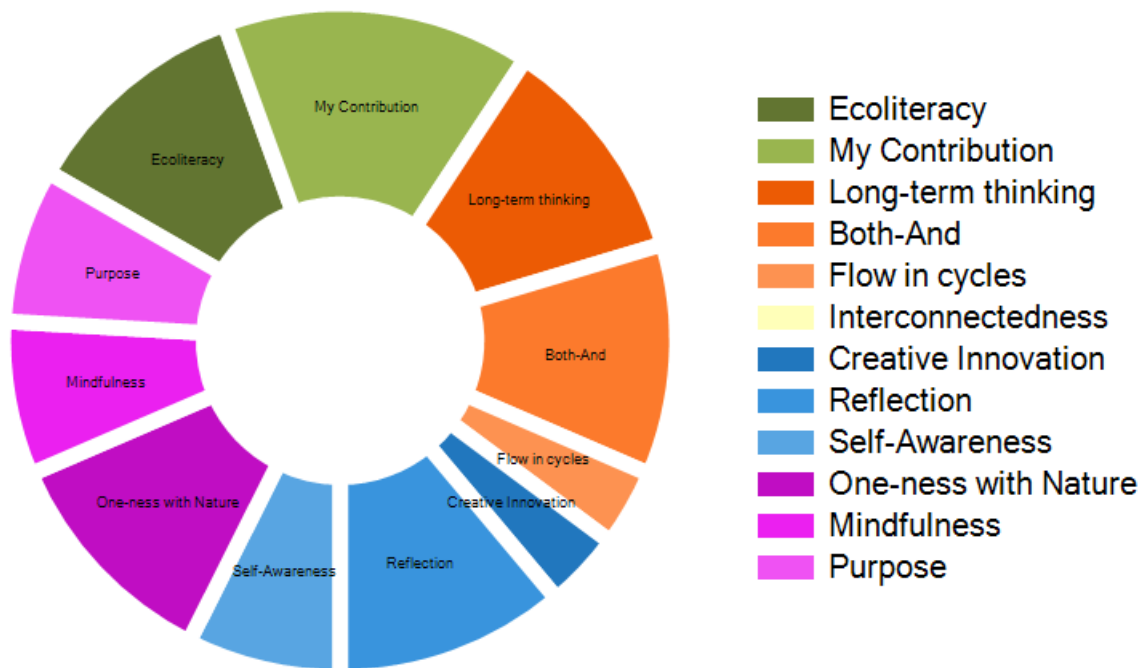 My Contribution
Ecoliteracy
Long-term thinking
Purpose
Both-And
Mindfulness
Flow in cycles
One-ness with Nature
Creative Innovation
Reflection
Self-Awareness
Ecoliteracy
My Contribution
Long-term thinking
Both-And
Flow in cycles
Interconnectedness
Creative Innovation
Reflection
Self-Awareness
One-ness with Nature
Mindfulness
Purpose